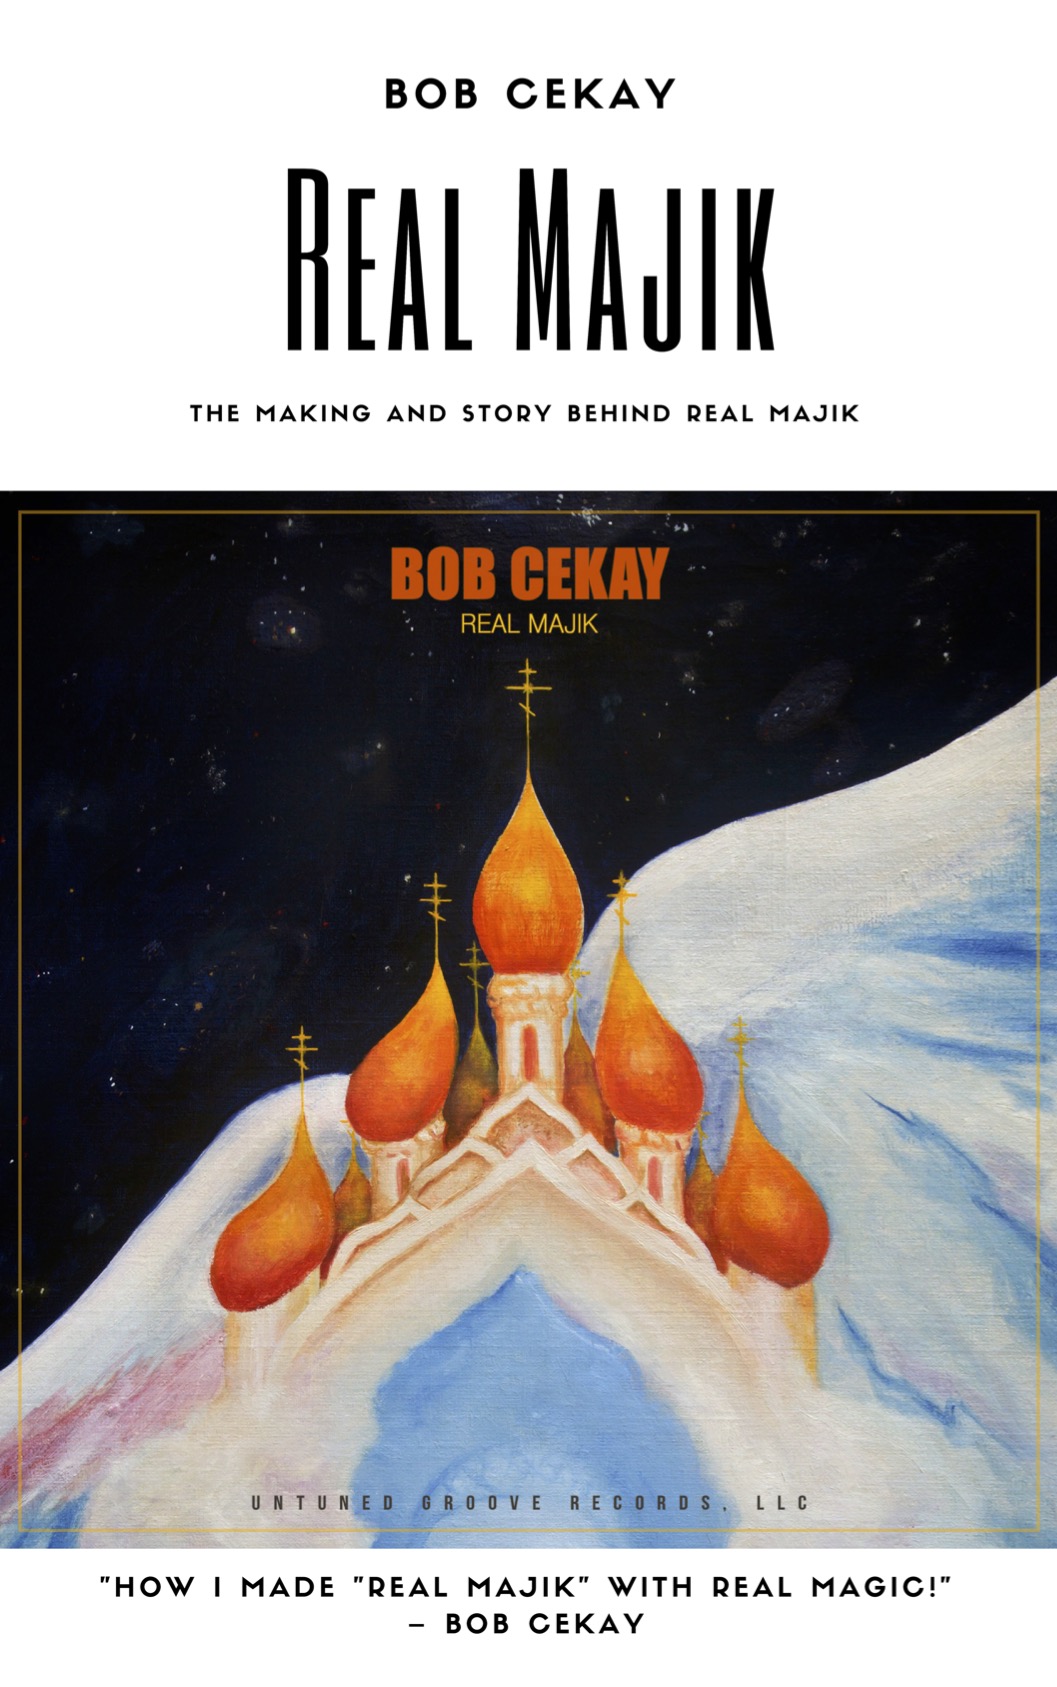 BOB CEKAY
REAL MAJIK
THE MAKING AND STORY BEHIND REAL MAJIK
BOB CEKAY
REAL MAJIK
UNTUNED GROOVE RECORDS, LLC
"HOW I MADE "REAL MAJIK" WITH REAL MAGIC!"
– BOB CEKAY